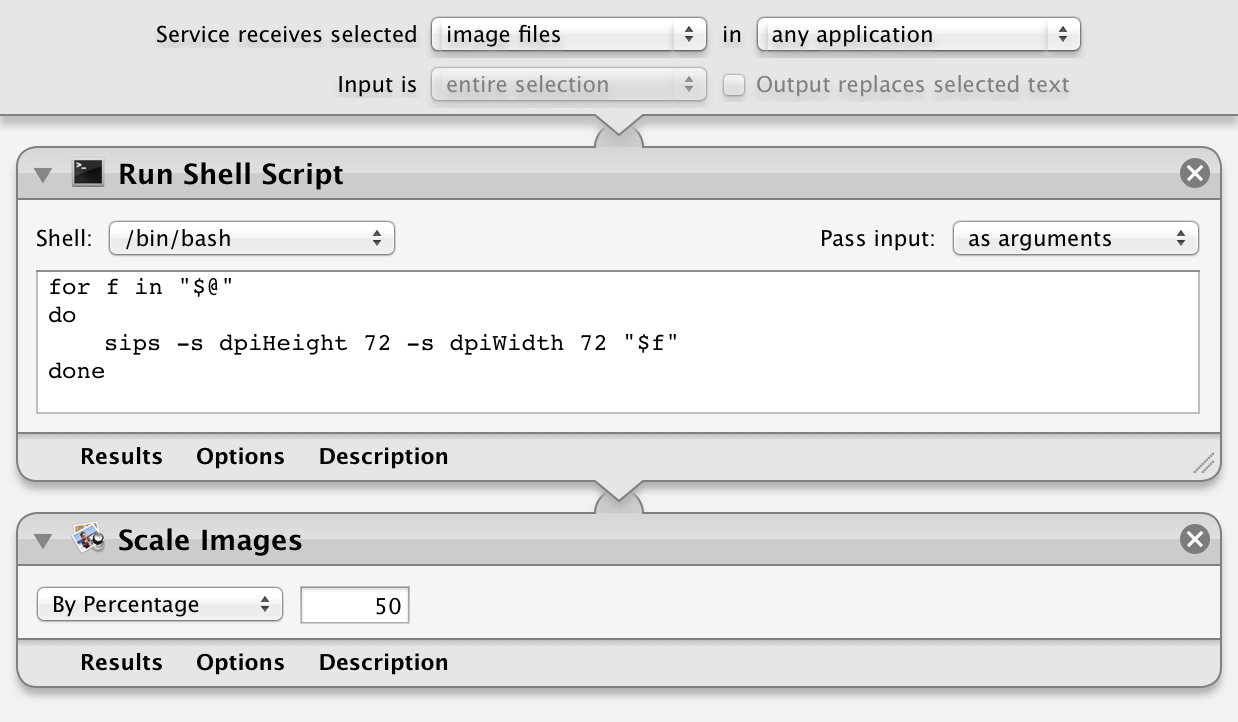 Service receives selected image files in any application
Input is entire selection Output replaces selected text
Run Shell Script
Shell: /bin/bash Pass input: as arguments
for f in "$@"
do
    sips -s dpiHeight 72 -s dpiWidth 72 "$f"
done
Results Options Description
Scale Images
By Percentage 50
Results Options Description